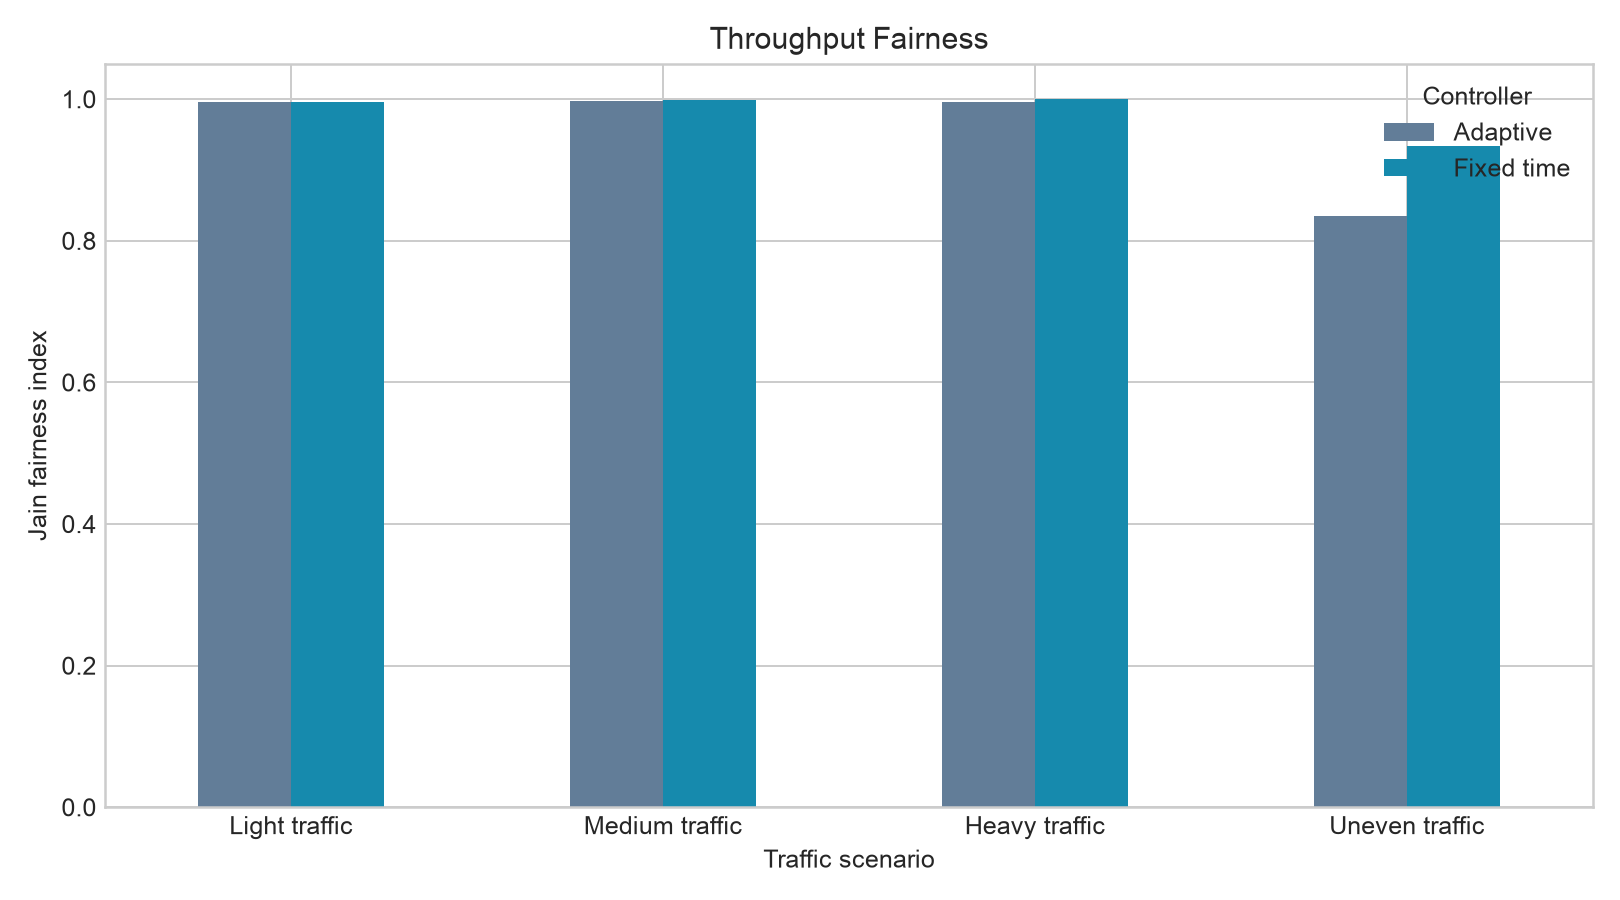 Throughput Fairness
Controller
Adaptive
Fixed time
Jain fairness index
1.0
0.8
0.6
0.4
0.2
0.0
Light traffic
Medium traffic
Heavy traffic
Uneven traffic
Traffic scenario